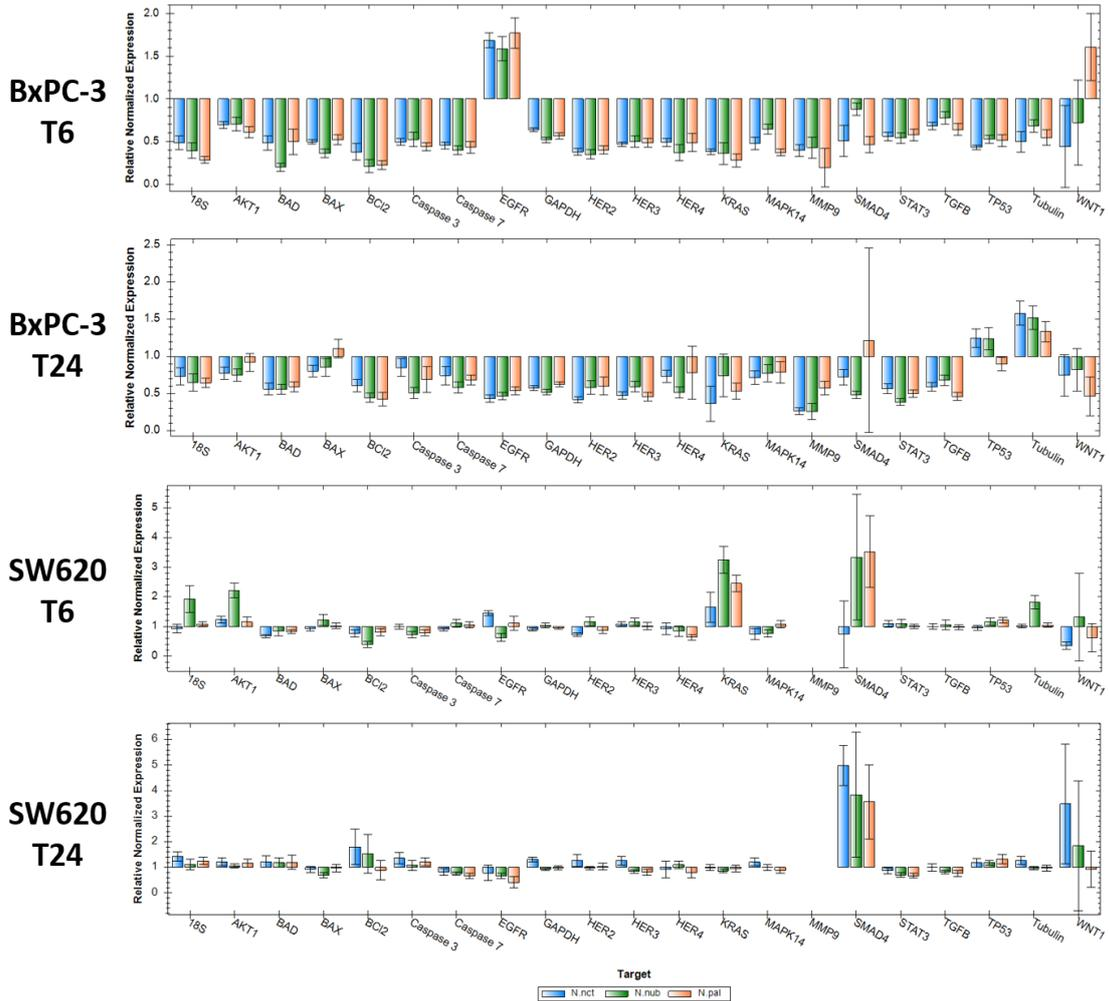 BxPC-3
T6
Relative Normalized Expression
2.0
1.5
1.0
0.5
0.0
18S AKT1 BAD BAX BCl2 Caspase 3 Caspase 7 EGFR GAPDH HER2 HER3 HER4 KRAS MAPK14 MMP9 SMAD4 STAT3 TGFB TP53 Tubulin WNT1
BxPC-3
T24
Relative Normalized Expression
2.5
2.0
1.5
1.0
0.5
0.0
18S AKT1 BAD BAX BCl2 Caspase 3 Caspase 7 EGFR GAPDH HER2 HER3 HER4 KRAS MAPK14 MMP9 SMAD4 STAT3 TGFB TP53 Tubulin WNT1
SW620
T6
Relative Normalized Expression
5
4
3
2
1
0
18S AKT1 BAD BAX BCl2 Caspase 3 Caspase 7 EGFR GAPDH HER2 HER3 HER4 KRAS MAPK14 MMP9 SMAD4 STAT3 TGFB TP53 Tubulin WNT1
SW620
T24
Relative Normalized Expression
6
5
4
3
2
1
0
18S AKT1 BAD BAX BCl2 Caspase 3 Caspase 7 EGFR GAPDH HER2 HER3 HER4 KRAS MAPK14 MMP9 SMAD4 STAT3 TGFB TP53 Tubulin WNT1
Target
N.nct N.nub N.pal